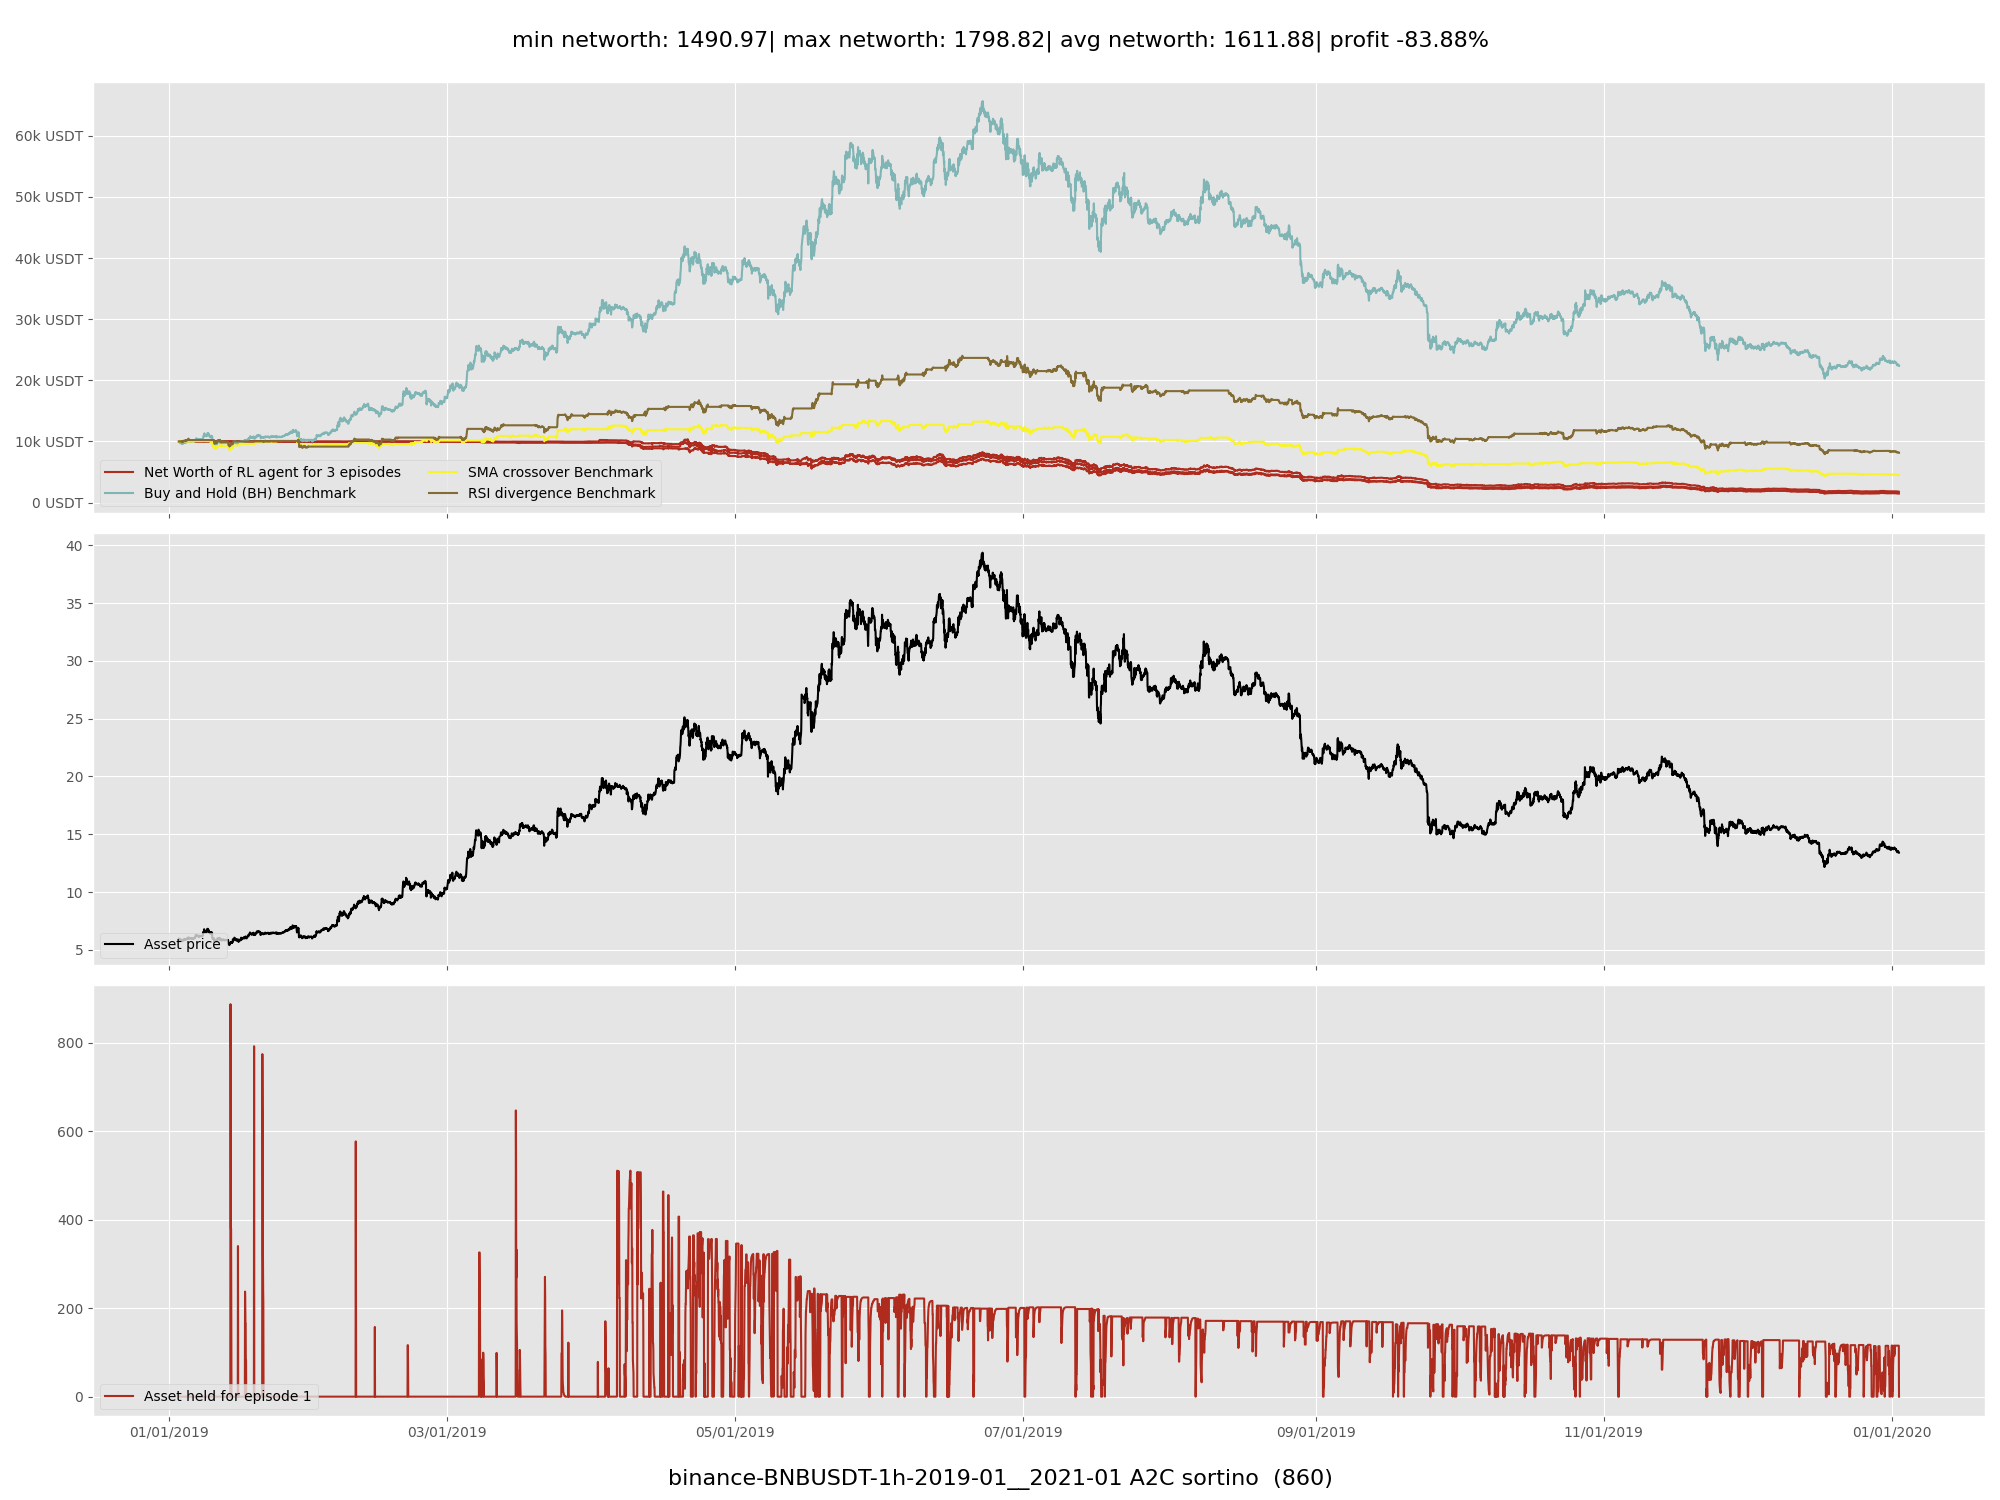 min networth: 1490.97| max networth: 1798.82| avg networth: 1611.88| profit -83.88%
60k USDT
50k USDT
40k USDT
30k USDT
20k USDT
10k USDT
0 USDT
Net Worth of RL agent for 3 episodes
Buy and Hold (BH) Benchmark
SMA crossover Benchmark
RSI divergence Benchmark
40
35
30
25
20
15
10
5
Asset price
800
600
400
200
0
Asset held for episode 1
01/01/2019 03/01/2019 05/01/2019 07/01/2019 09/01/2019 11/01/2019 01/01/2020
binance-BNBUSDT-1h-2019-01__2021-01 A2C sortino (860)